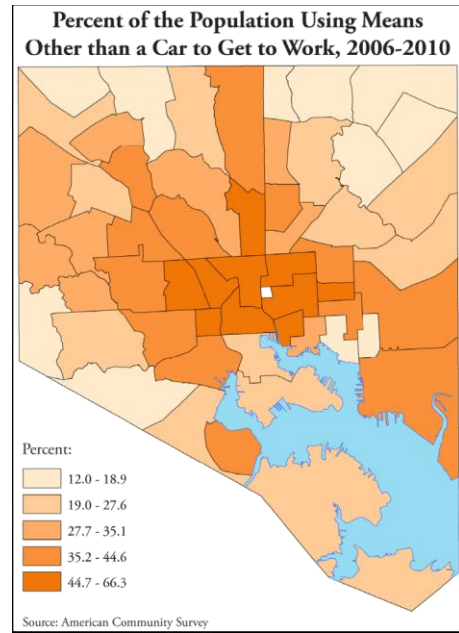 Percent of the Population Using Means
Other than a Car to Get to Work, 2006-2010
Percent:
12.0 - 18.9
19.0 - 27.6
27.7 - 35.1
35.2 - 44.6
44.7 - 66.3
Source: American Community Survey